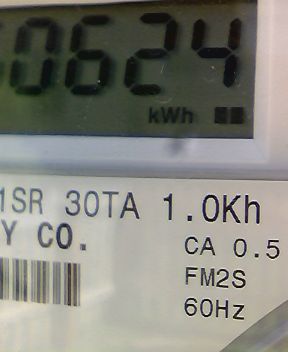 0624
kWh
1SR 30TA 1.0Kh
Y CO.
CA 0.5
FM2S
60Hz